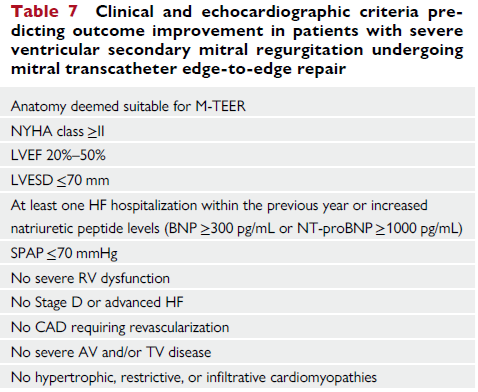 Table 7 Clinical and echocardiographic criteria pre-
dicting outcome improvement in patients with severe
ventricular secondary mitral regurgitation undergoing
mitral transcatheter edge-to-edge repair
Anatomy deemed suitable for M-TEER
NYHA class ≥II
LVEF 20%–50%
LVESD ≤70 mm
At least one HF hospitalization within the previous year or increased
natriuretic peptide levels (BNP ≥300 pg/mL or NT-proBNP ≥1000 pg/mL)
SPAP ≤70 mmHg
No severe RV dysfunction
No Stage D or advanced HF
No CAD requiring revascularization
No severe AV and/or TV disease
No hypertrophic, restrictive, or infiltrative cardiomyopathies